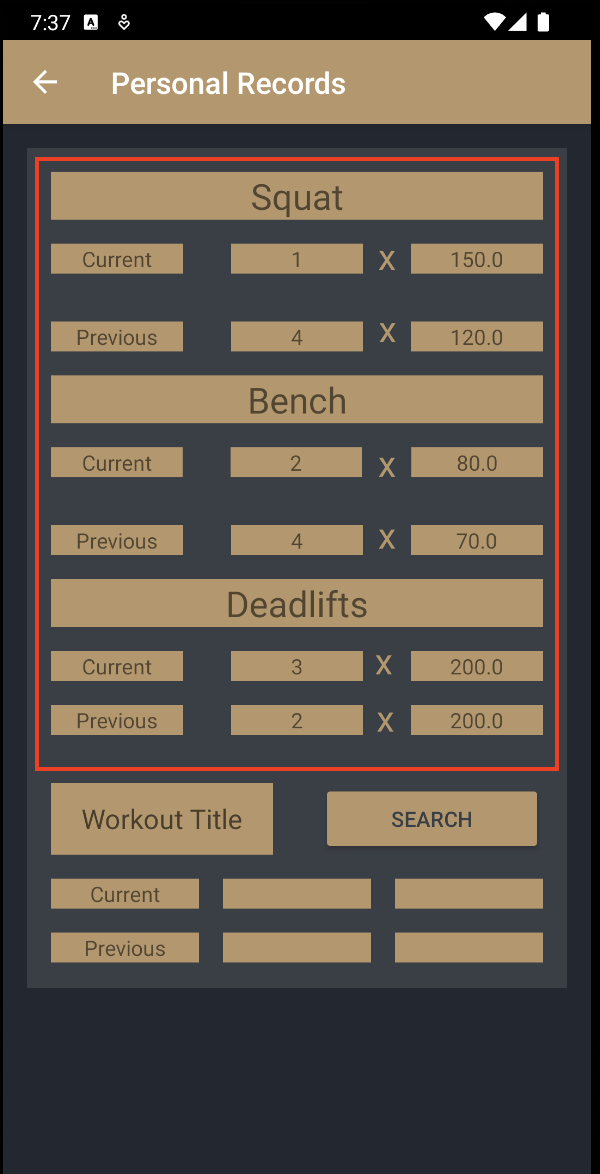 7:37
Personal Records
Squat
Current 1 X 150.0
Previous 4 X 120.0
Bench
Current 2 X 80.0
Previous 4 X 70.0
Deadlifts
Current 3 X 200.0
Previous 2 X 200.0
Workout Title SEARCH
Current
Previous